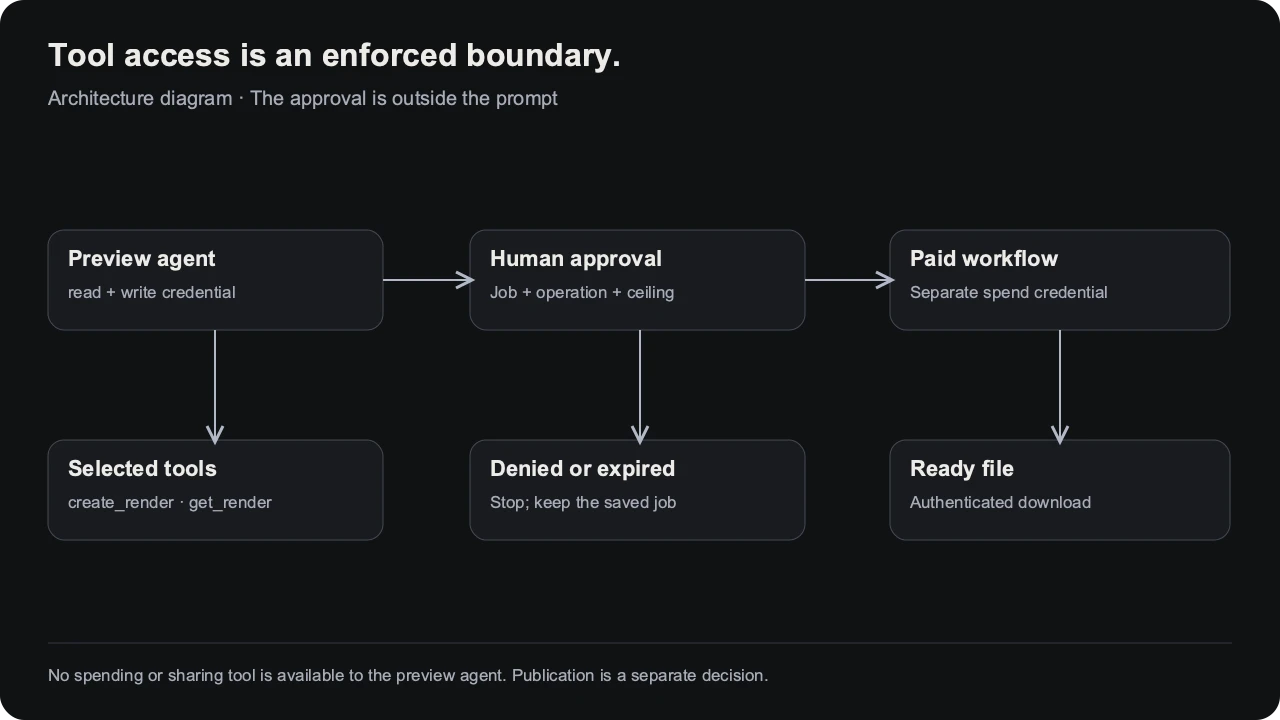 Tool access is an enforced boundary.
Architecture diagram · The approval is outside the prompt
Preview agent
read + write credential
Human approval
Job + operation + ceiling
Paid workflow
Separate spend credential
Selected tools
create_render · get_render
Denied or expired
Stop; keep the saved job
Ready file
Authenticated download
No spending or sharing tool is available to the preview agent. Publication is a separate decision.